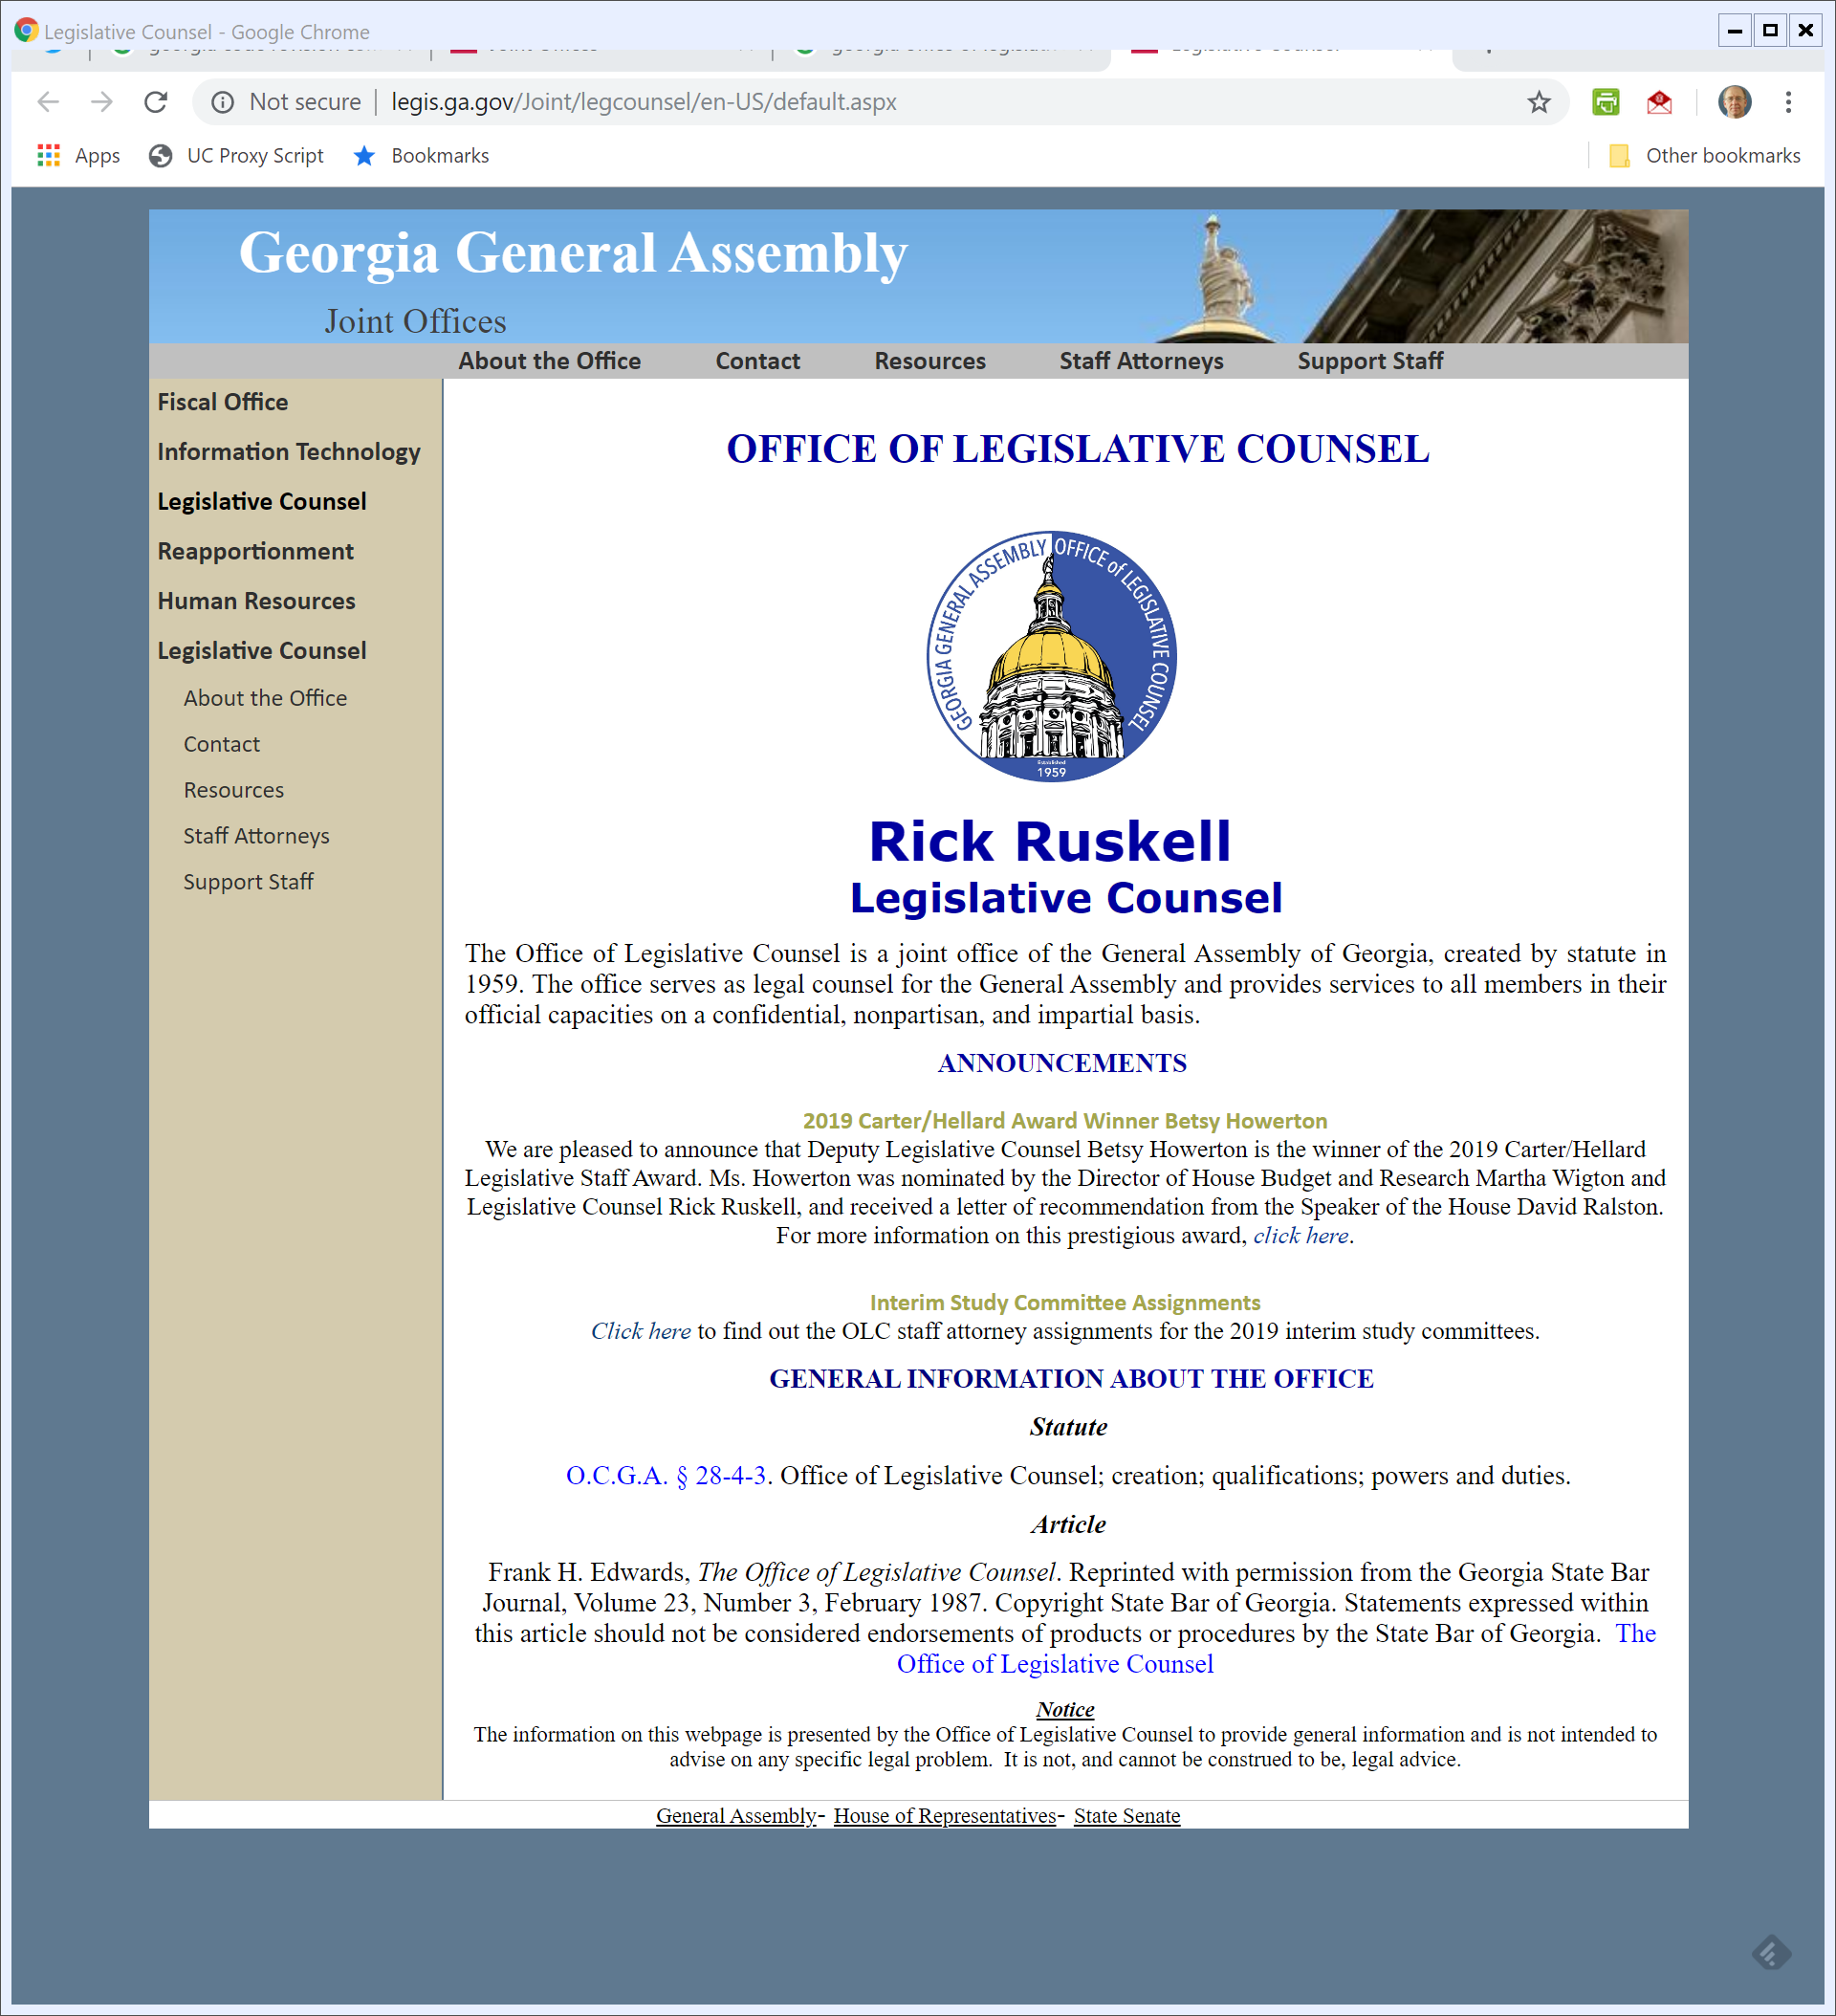 Legislative Counsel - Google Chrome
Not secure | legis.ga.gov/Joint/legcounsel/en-US/default.aspx
Apps UC Proxy Script Bookmarks Other bookmarks
Georgia General Assembly
Joint Offices
About the Office Contact Resources Staff Attorneys Support Staff
Fiscal Office
Information Technology
Legislative Counsel
Reapportionment
Human Resources
Legislative Counsel
About the Office
Contact
Resources
Staff Attorneys
Support Staff
OFFICE OF LEGISLATIVE COUNSEL
GEORGIA GENERAL ASSEMBLY OFFICE of LEGISLATIVE COUNSEL
Established
1959
Rick Ruskell
Legislative Counsel
The Office of Legislative Counsel is a joint office of the General Assembly of Georgia, created by statute in
1959. The office serves as legal counsel for the General Assembly and provides services to all members in their
official capacities on a confidential, nonpartisan, and impartial basis.
ANNOUNCEMENTS
2019 Carter/Hellard Award Winner Betsy Howerton
We are pleased to announce that Deputy Legislative Counsel Betsy Howerton is the winner of the 2019 Carter/Hellard
Legislative Staff Award. Ms. Howerton was nominated by the Director of House Budget and Research Martha Wigton and
Legislative Counsel Rick Ruskell, and received a letter of recommendation from the Speaker of the House David Ralston.
For more information on this prestigious award, click here.
Interim Study Committee Assignments
Click here to find out the OLC staff attorney assignments for the 2019 interim study committees.
GENERAL INFORMATION ABOUT THE OFFICE
Statute
O.C.G.A. § 28-4-3. Office of Legislative Counsel; creation; qualifications; powers and duties.
Article
Frank H. Edwards, The Office of Legislative Counsel. Reprinted with permission from the Georgia State Bar
Journal, Volume 23, Number 3, February 1987. Copyright State Bar of Georgia. Statements expressed within
this article should not be considered endorsements of products or procedures by the State Bar of Georgia. The
Office of Legislative Counsel
Notice
The information on this webpage is presented by the Office of Legislative Counsel to provide general information and is not intended to
advise on any specific legal problem. It is not, and cannot be construed to be, legal advice.
General Assembly- House of Representatives- State Senate